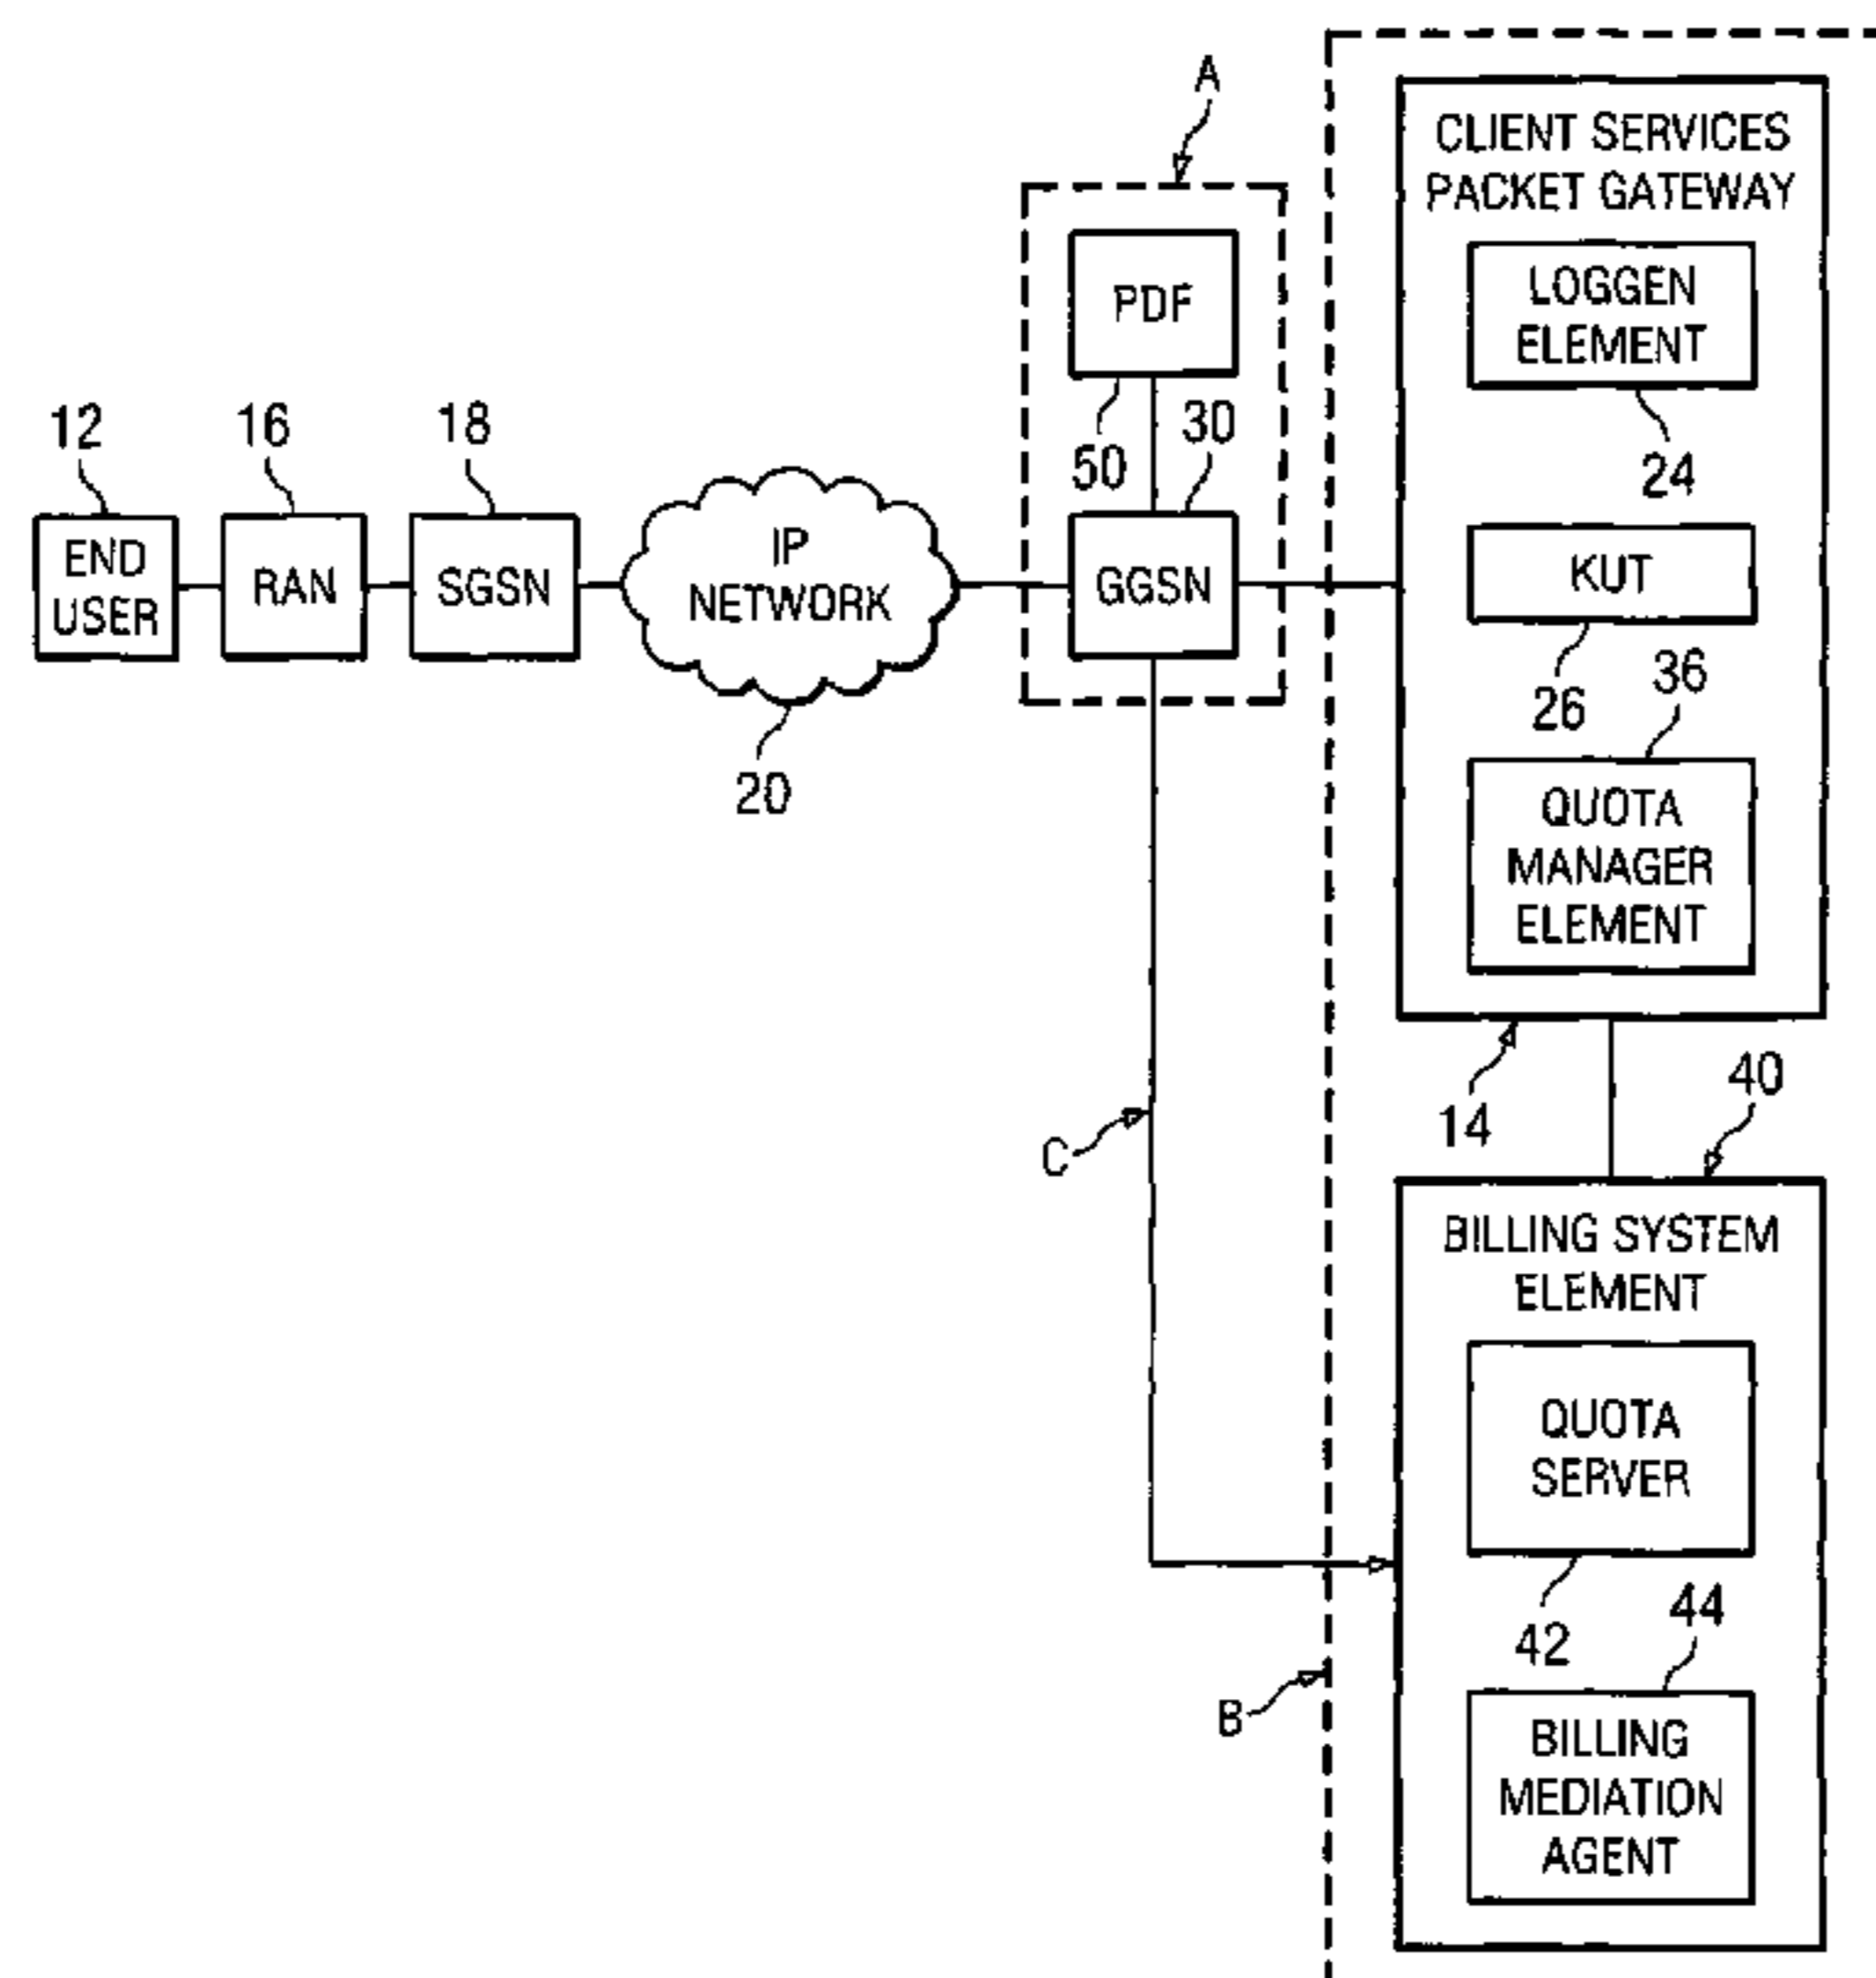 A
CLIENT SERVICES
PACKET GATEWAY
LOGGEN
ELEMENT
24
KUT
26
36
QUOTA
MANAGER
ELEMENT
14
PDF
50
30
GGSN
12
END
USER
16
RAN
18
SGSN
IP
NETWORK
20
C
40
BILLING SYSTEM
ELEMENT
QUOTA
SERVER
42
44
B
BILLING
MEDIATION
AGENT